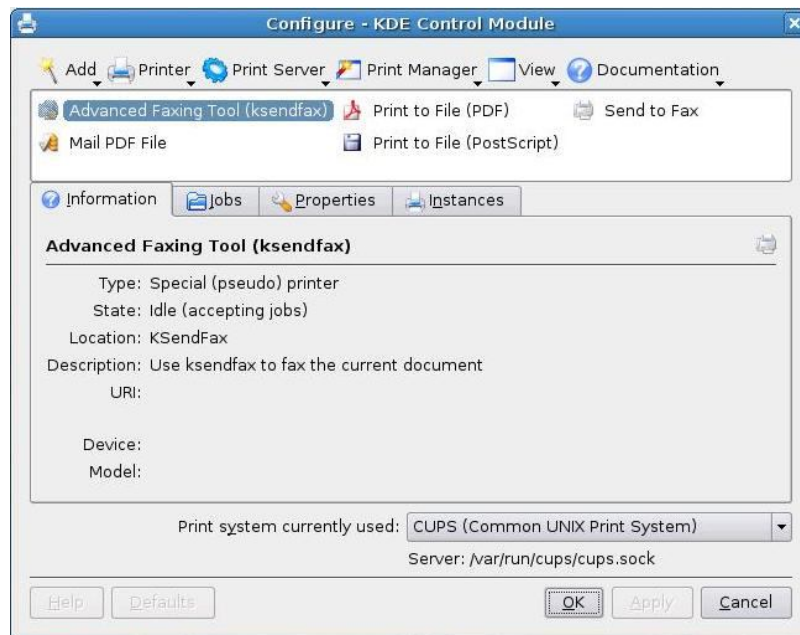 Configure - KDE Control Module
Add Printer Print Server Print Manager View Documentation
Advanced Faxing Tool (ksendfax) Print to File (PDF) Send to Fax
Mail PDF File Print to File (PostScript)
Information Jobs Properties Instances
Advanced Faxing Tool (ksendfax)
Type: Special (pseudo) printer
State: Idle (accepting jobs)
Location: KSendFax
Description: Use ksendfax to fax the current document
URI:
Device:
Model:
Print system currently used: CUPS (Common UNIX Print System)
Server: /var/run/cups/cups.sock
Help Defaults OK Apply Cancel